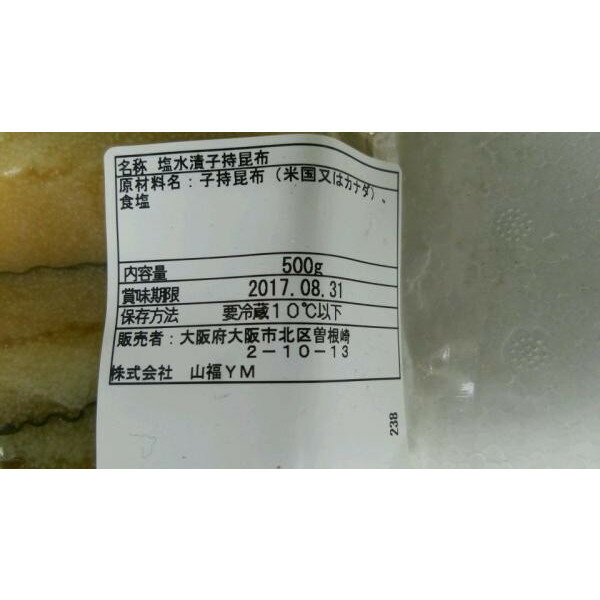 名称 塩水漬子持昆布
原材料名：子持昆布（米国又はカナダ）、
食塩
内容量 500g
賞味期限 2017.08.31
保存方法 要冷蔵10℃以下
販売者：大阪府大阪市北区曽根崎
2－10－13
株式会社 山福YM
238